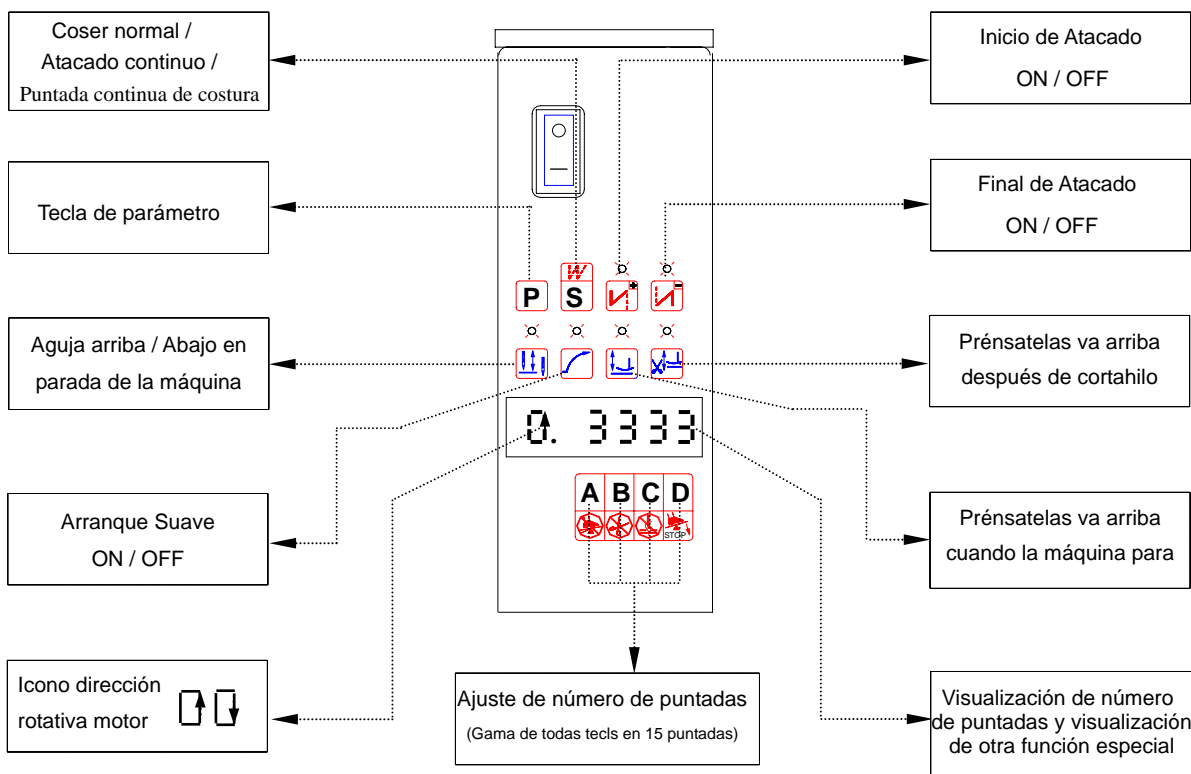 Coser normal /
Atacado continuo /
Puntada continua de costura
Inicio de Atacado
ON / OFF
Tecla de parámetro
Final de Atacado
ON / OFF
W
P S + -
Aguja arriba / Abajo en
parada de la máquina
Prénsatelas va arriba
después de cortahilo
0. 3333
A B C D
STOP
Arranque Suave
ON / OFF
Prénsatelas va arriba
cuando la máquina para
Icono dirección
rotativa motor
Ajuste de número de puntadas
(Gama de todas tecls en 15 puntadas)
Visualización de número
de puntadas y visualización
de otra función especial